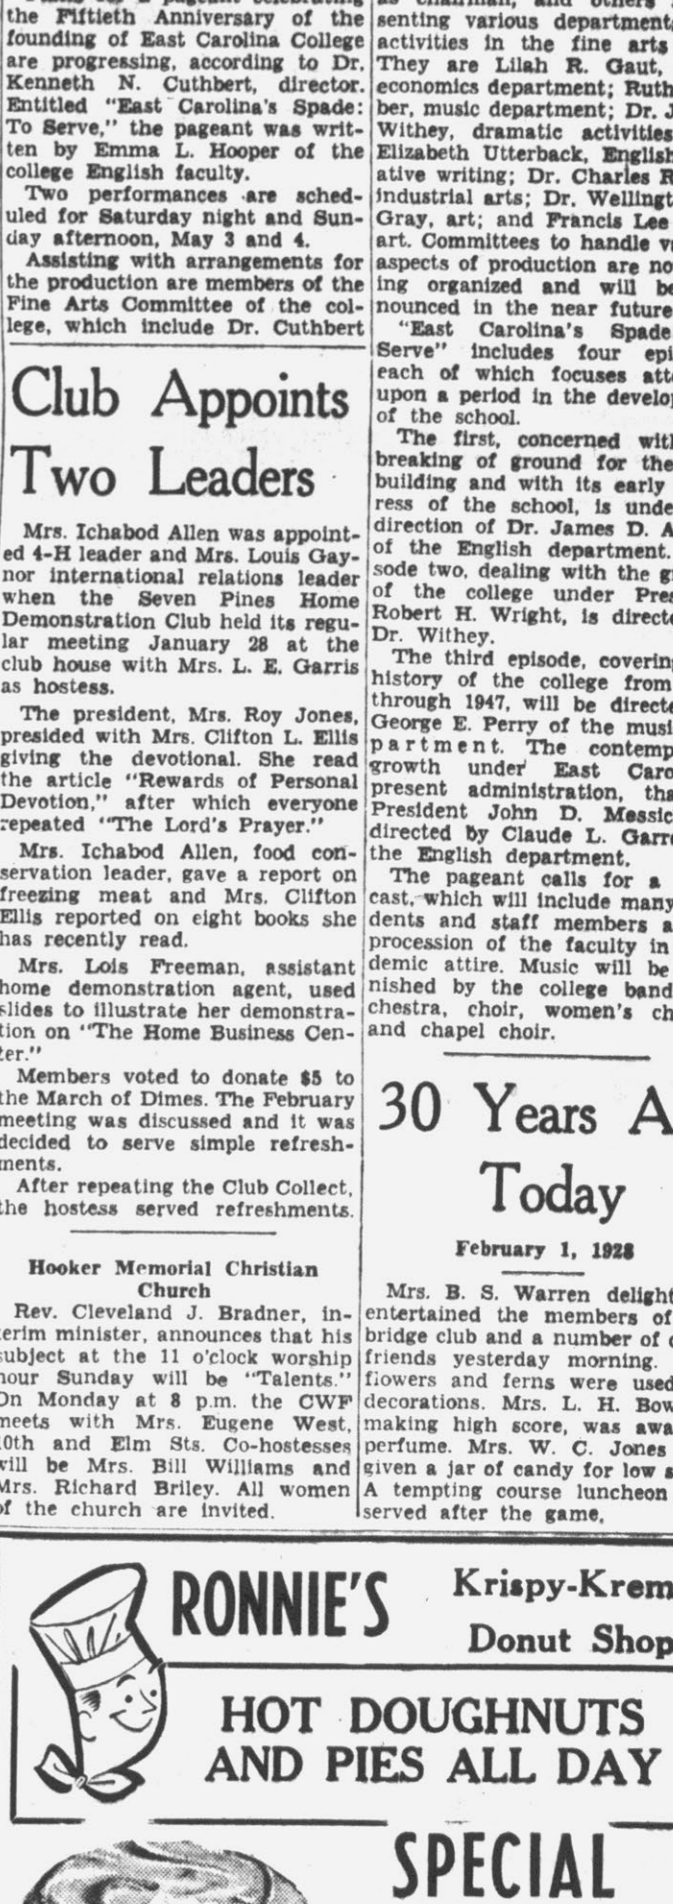 the Fiftieth Anniversary of the
founding of East Carolina College
are progressing, according to Dr.
Kenneth N. Cuthbert, director.
Entitled "East Carolina's Spade:
To Serve," the pageant was writ-
ten by Emma L. Hooper of the
college English faculty.
Two performances are sched-
uled for Saturday night and Sun-
day afternoon, May 3 and 4.
Assisting with arrangements for
the production are members of the
Fine Arts Committee of the col-
lege, which include Dr. Cuthbert
Club Appoints
Two Leaders
Mrs. Ichabod Allen was appoint-
ed 4-H leader and Mrs. Louis Gay-
nor international relations leader
when the Seven Pines Home
Demonstration Club held its regu-
lar meeting January 28 at the
club house with Mrs. L. E. Garris
as hostess.
The president, Mrs. Roy Jones,
presided with Mrs. Clifton L. Ellis
giving the devotional. She read
the article "Rewards of Personal
Devotion," after which everyone
repeated "The Lord's Prayer."
Mrs. Ichabod Allen, food con-
servation leader, gave a report on
freezing meat and Mrs. Clifton
Ellis reported on eight books she
has recently read.
Mrs. Lois Freeman, assistant
home demonstration agent, used
slides to illustrate her demonstra-
tion on "The Home Business Cen-
ter."
Members voted to donate $5 to
the March of Dimes. The February
meeting was discussed and it was
decided to serve simple refresh-
ments.
After repeating the Club Collect,
the hostess served refreshments.
Hooker Memorial Christian
Church
Rev. Cleveland J. Bradner, in-
terim minister, announces that his
subject at the 11 o'clock worship
hour Sunday will be "Talents."
On Monday at 8 p.m. the CWF
meets with Mrs. Eugene West,
10th and Elm Sts. Co-hostesses
will be Mrs. Bill Williams and
Mrs. Richard Briley. All women
of the church are invited.
senting various department
activities in the fine arts
They are Lilah R. Gaut,
economics department; Ruth
ber, music department; Dr. J
Withey, dramatic activities
Elizabeth Utterback, English
ative writing; Dr. Charles R
industrial arts; Dr. Wellingt
Gray, art; and Francis Lee
art. Committees to handle v
aspects of production are no
ing organized and will be
nounced in the near future
"East Carolina's Spade
Serve" includes four epi
each of which focuses att
upon a period in the develo
of the school.
The first, concerned wit
breaking of ground for the
building and with its early
ress of the school, is unde
direction of Dr. James D. A
of the English department.
sode two, dealing with the g
of the college under Pres
Robert H. Wright, is direct
Dr. Withey.
The third episode, coverin
history of the college from
through 1947, will be direct
George E. Perry of the musi
partment. The contemp
growth under East Caro
present administration, tha
President John D. Messic
directed by Claude L. Garr
the English department.
The pageant calls for a
cast, which will include many
dents and staff members a
procession of the faculty in
demic attire. Music will be
nished by the college band
chestra, choir, women's ch
and chapel choir.
30 Years A
Today
February 1, 1928
Mrs. B. S. Warren delight
entertained the members of
bridge club and a number of
friends yesterday morning.
flowers and ferns were used
decorations. Mrs. L. H. Bow
making high score, was awa
perfume. Mrs. W. C. Jones
given a jar of candy for low s
A tempting course luncheon
served after the game,
RONNIE'S
Krispy-Krem
Donut Shop
HOT DOUGHNUTS
AND PIES ALL DAY
SPECIAL